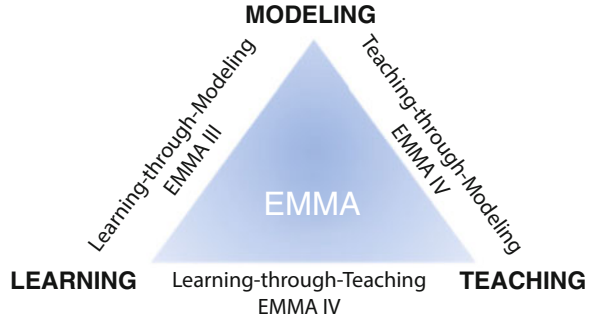 MODELING
Learning-through-Modeling
EMMA III
Teaching-through-Modeling
EMMA IV
EMMA
LEARNING
Learning-through-Teaching
EMMA IV
TEACHING